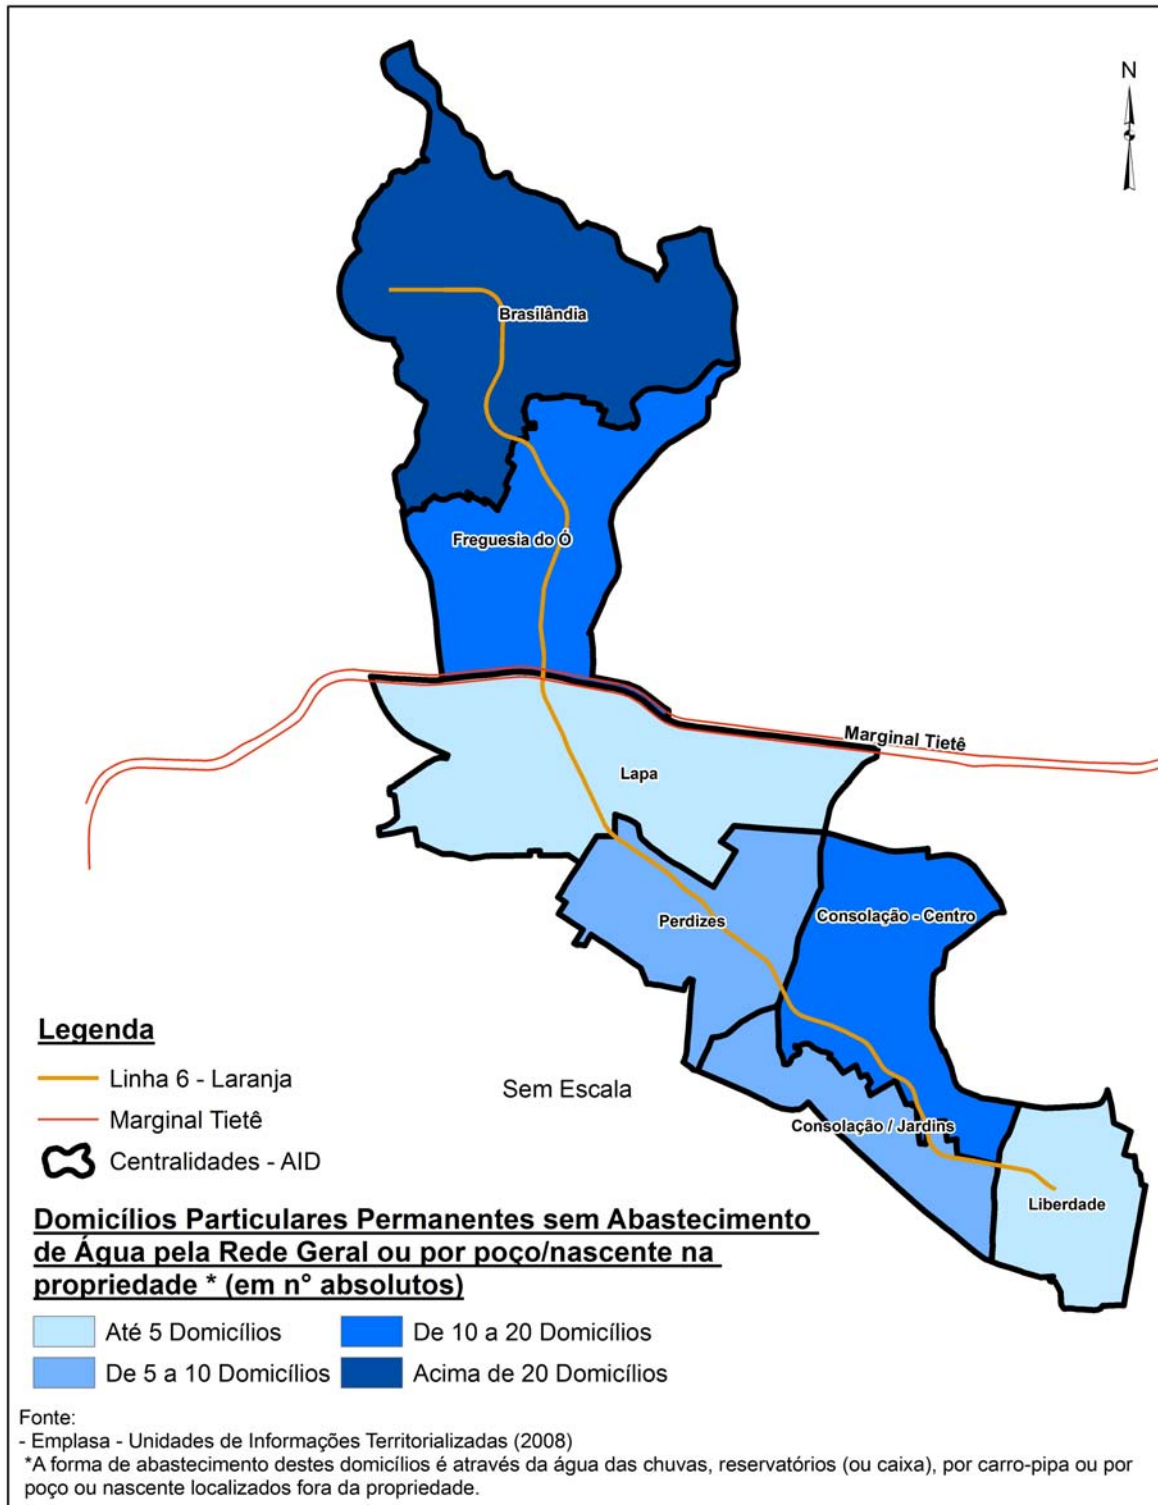 N
Brasilândia
Freguesia do Ó
Marginal Tietê
Lapa
Perdizes
Consolação - Centro
Consolação / Jardins
Liberdade
Legenda
Linha 6 - Laranja
Marginal Tietê
Centralidades - AID
Sem Escala
Domicílios Particulares Permanentes sem Abastecimento
de Água pela Rede Geral ou por poço/nascente na
propriedade * (em n° absolutos)
Até 5 Domicílios
De 10 a 20 Domicílios
De 5 a 10 Domicílios
Acima de 20 Domicílios
Fonte:
- Emplasa - Unidades de Informações Territorializadas (2008)
*A forma de abastecimento destes domicílios é através da água das chuvas, reservatórios (ou caixa), por carro-pipa ou por
poço ou nascente localizados fora da propriedade.